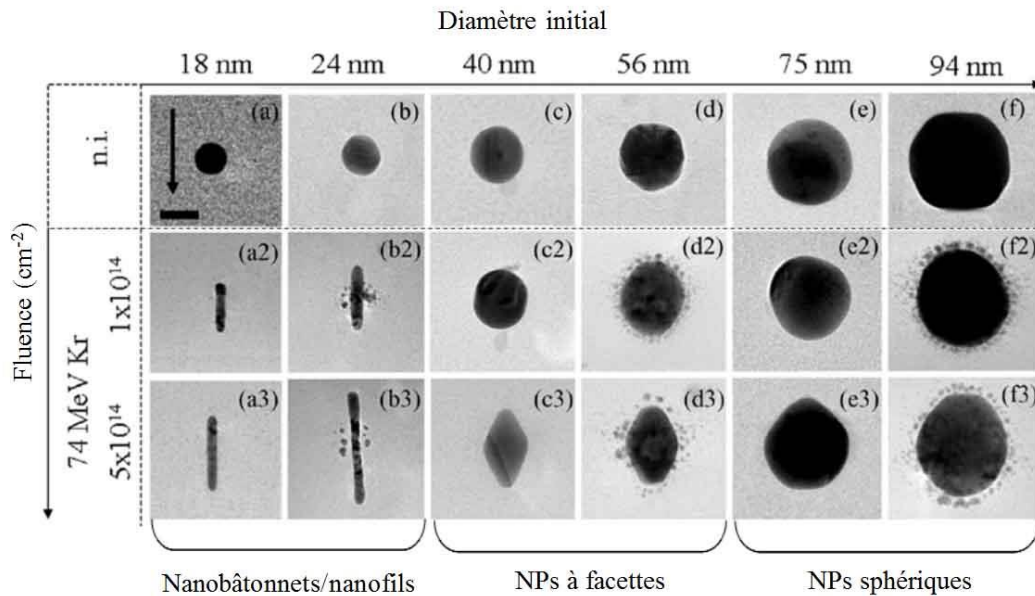 Diamètre initial
18 nm 24 nm 40 nm 56 nm 75 nm 94 nm
n.i.
(a) (b) (c) (d) (e) (f)
Fluence (cm⁻²)
74 MeV Kr
1x10¹⁴
(a2) (b2) (c2) (d2) (e2) (f2)
5x10¹⁴
(a3) (b3) (c3) (d3) (e3) (f3)
Nanobâtonnets/nanofils NPs à facettes NPs sphériques